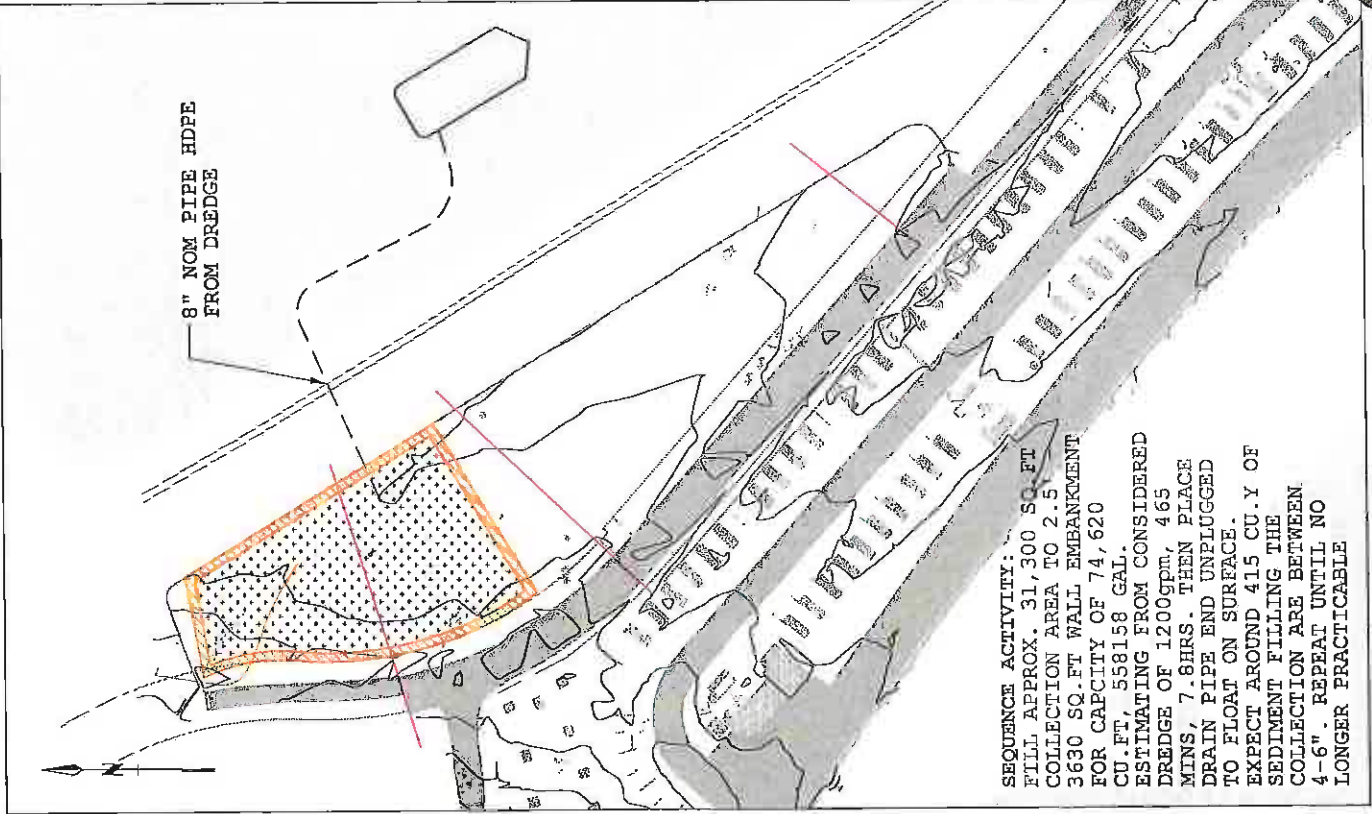 8" NOM PIPE HDPE
FROM DREDGE
N
SEQUENCE ACTIVITY:
FILL APPROX. 31,300 SQ.FT
COLLECTION AREA TO 2.5'
3630 SQ.FT WALL EMBANKMENT
FOR CAPCITY OF 74,620
CU.FT, 558158 GAL.
ESTIMATING FROM CONSIDERED
DREDGE OF 1200gpm, 465
MINS, 7.8HRS. THEN PLACE
DRAIN PIPE END UNPLUGGED
TO FLOAT ON SURFACE.
EXPECT AROUND 415 CU.Y OF
SEDIMENT FILLING THE
COLLECTION ARE BETWEEN
4-6". REPEAT UNTIL NO
LONGER PRACTICABLE